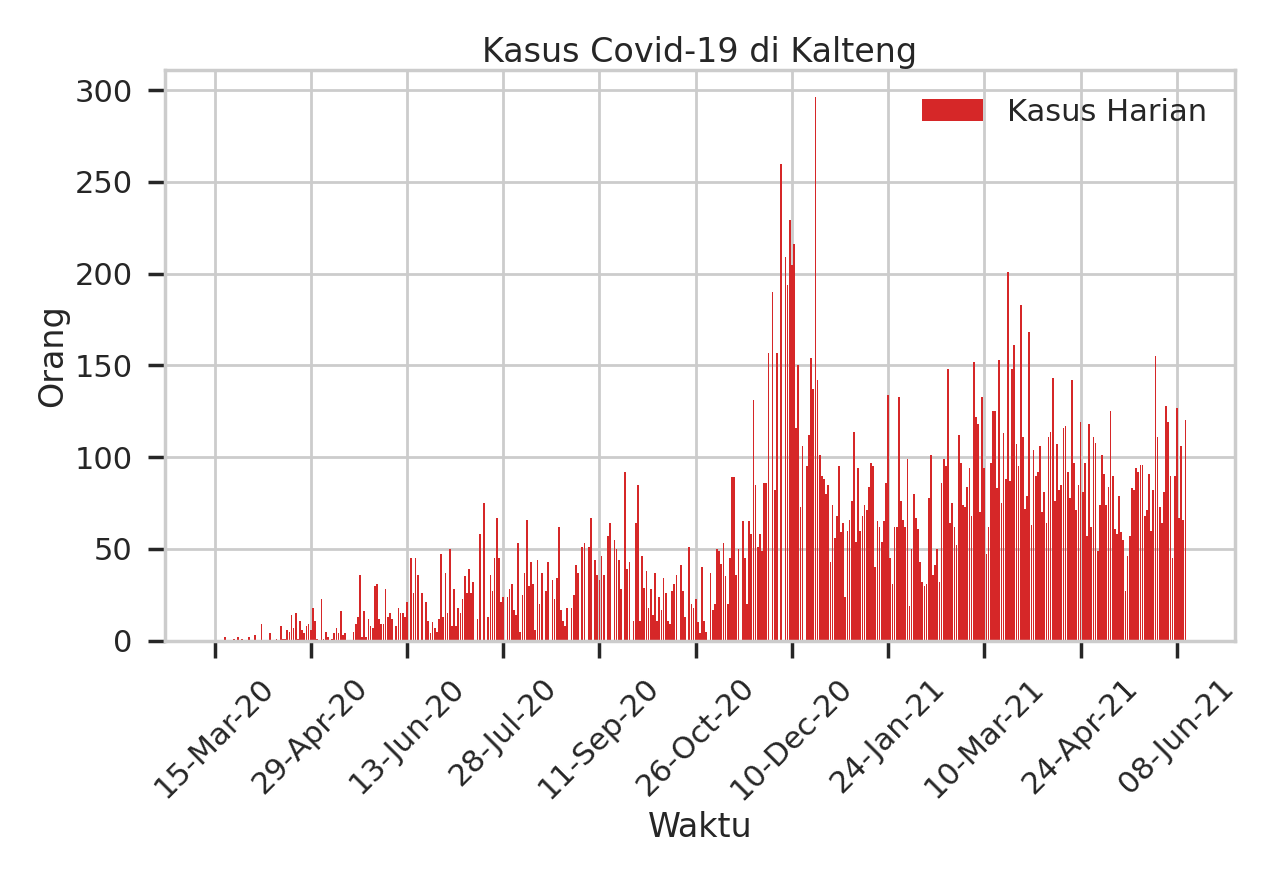 Kasus Covid-19 di Kalteng
Kasus Harian
300
250
200
150
100
50
0
Orang
15-Mar-20
29-Apr-20
13-Jun-20
28-Jul-20
11-Sep-20
26-Oct-20
10-Dec-20
24-Jan-21
10-Mar-21
24-Apr-21
08-Jun-21
Waktu